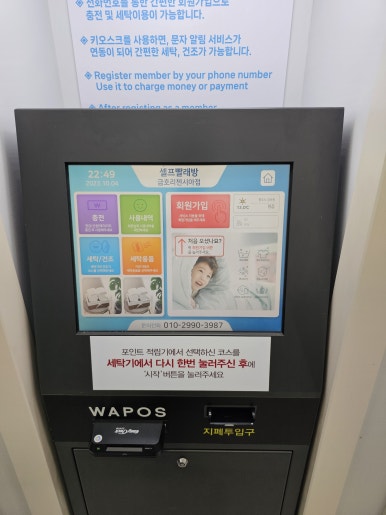 전화번호를 통한 간편한 회원가입으로
충전 및 세탁이용이 가능합니다.
※ 키오스크를 사용하면, 문자 알림 서비스가
연동이 되어 간편한 세탁, 건조가 가능합니다.
※ Register member by your phone number
Use it to charge money or payment
※ After registing as a member
22:49
셀프빨래방
충전
사용내역
회원가입
세탁/건조
세탁용품
처음 오셨나요?
010-2990-3987
포인트 적립기에서 선택하신 코스를
세탁기에서 다시 한번 눌러주신 후에
'시작' 버튼을 눌러주세요
WAPOS
지폐투입구